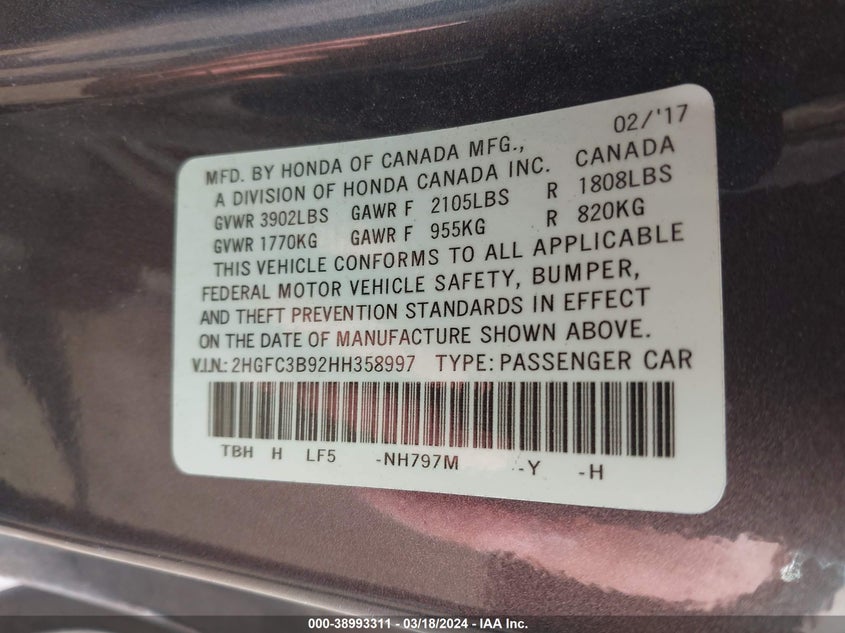 02/'17
MFD. BY HONDA OF CANADA MFG.,
A DIVISION OF HONDA CANADA INC. CANADA
GVWR 3902LBS GAWR F 2105LBS R 1808LBS
GVWR 1770KG GAWR F 955KG R 820KG
THIS VEHICLE CONFORMS TO ALL APPLICABLE
FEDERAL MOTOR VEHICLE SAFETY, BUMPER,
AND THEFT PREVENTION STANDARDS IN EFFECT
ON THE DATE OF MANUFACTURE SHOWN ABOVE.
V.I.N.: 2HGFC3B92HH358997 TYPE: PASSENGER CAR
TBH H LF5 -NH797M -Y -H
000-38993311 - 03/18/2024 - IAA Inc.